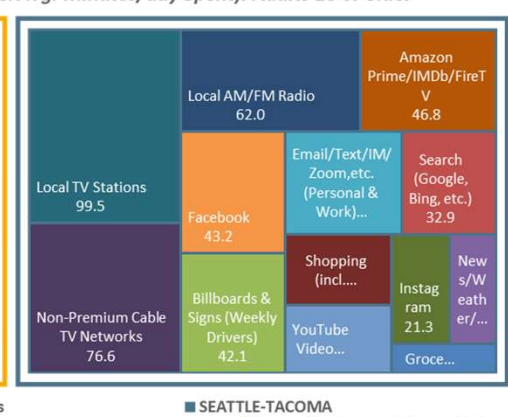 Local TV Stations
99.5
Non-Premium Cable
TV Networks
76.6
Local AM/FM Radio
62.0
Amazon
Prime/IMDb/FireT
V
46.8
Facebook
43.2
Billboards &
Signs (Weekly
Drivers)
42.1
Email/Text/IM/
Zoom,etc.
(Personal &
Work)...
Search
(Google,
Bing, etc.)
32.9
Shopping
(incl....
YouTube
Video...
Instag
ram
21.3
New
s/W
eath
er/...
Groce...
SEATTLE-TACOMA